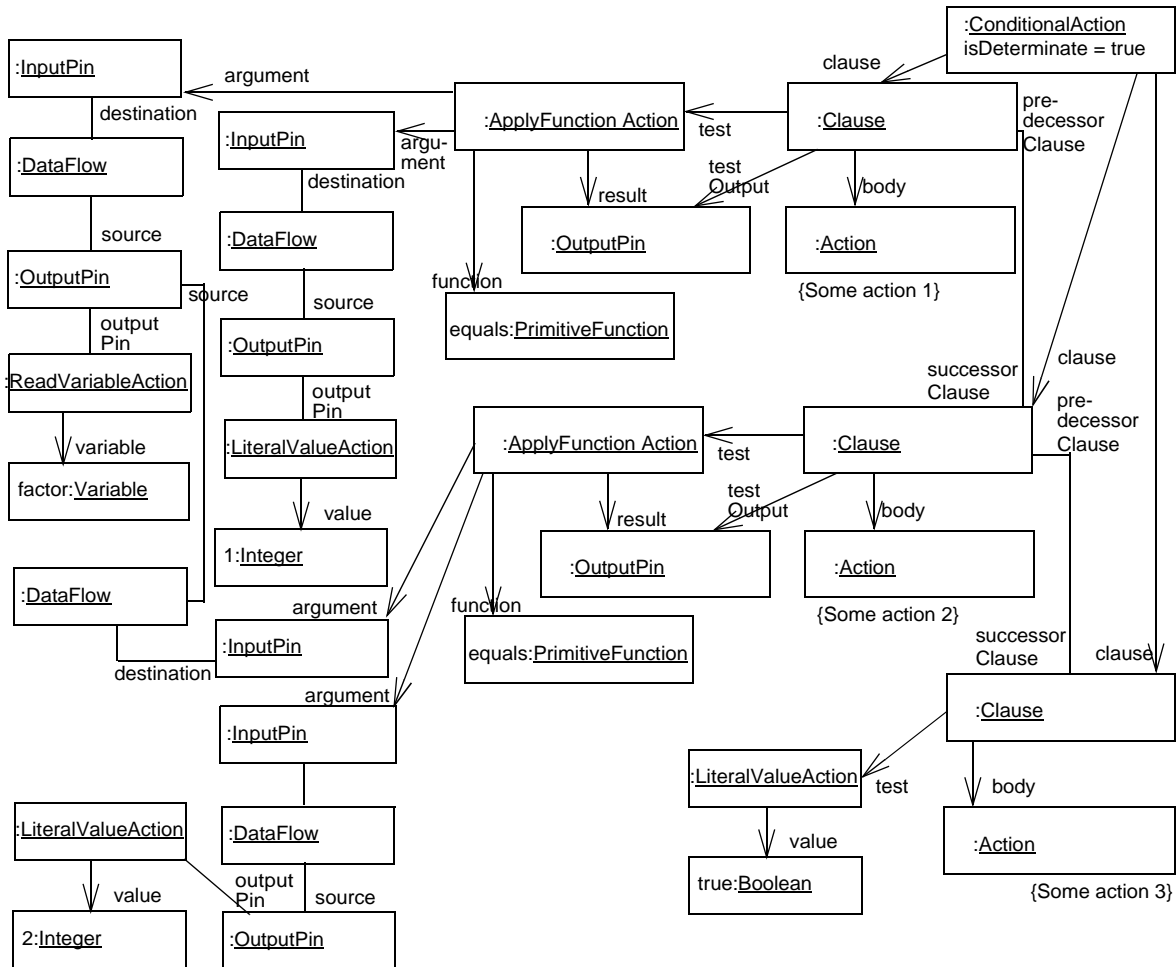 :ConditionalAction
isDeterminate = true
:InputPin
argument
clause
destination
:ApplyFunction Action
test
:Clause
pre-
decessor
Clause
:InputPin
argu-
ment
:DataFlow
destination
test
Output
body
result
source
:DataFlow
:OutputPin
:Action
:OutputPin
source
function
{Some action 1}
source
output
Pin
equals:PrimitiveFunction
:OutputPin
:ReadVariableAction
output
Pin
successor
Clause
clause
pre-
decessor
Clause
variable
:LiteralValueAction
:ApplyFunction Action
test
:Clause
factor:Variable
value
test
Output
body
result
1:Integer
:OutputPin
:Action
:DataFlow
argument
function
{Some action 2}
:InputPin
equals:PrimitiveFunction
successor
Clause
clause
destination
argument
:InputPin
:Clause
:LiteralValueAction
test
body
:LiteralValueAction
:DataFlow
value
:Action
value
output
Pin
source
true:Boolean
{Some action 3}
2:Integer
:OutputPin